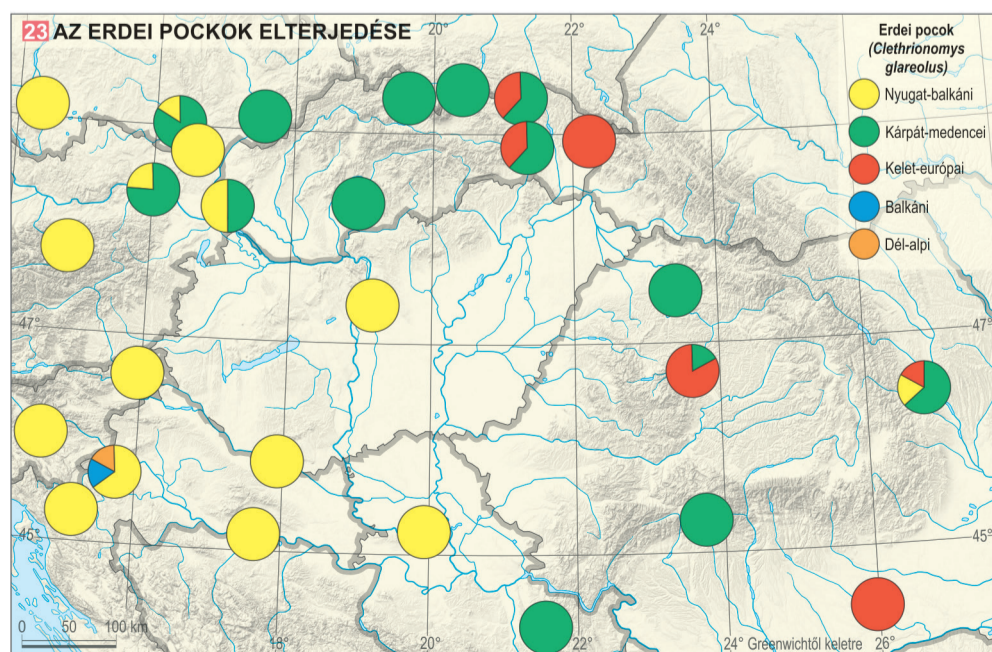 23 AZ ERDEI POCKOK ELTERJEDÉSE
20°
22°
24°
Erdei pocok
(Clethrionomys
glareolus)
Nyugat-balkáni
Kárpát-medencei
Kelet-európai
Balkáni
Dél-alpi
47°
47°
45°
45°
0 50 100 km
18°
20°
22°
24° Greenwichtől keletre
26°